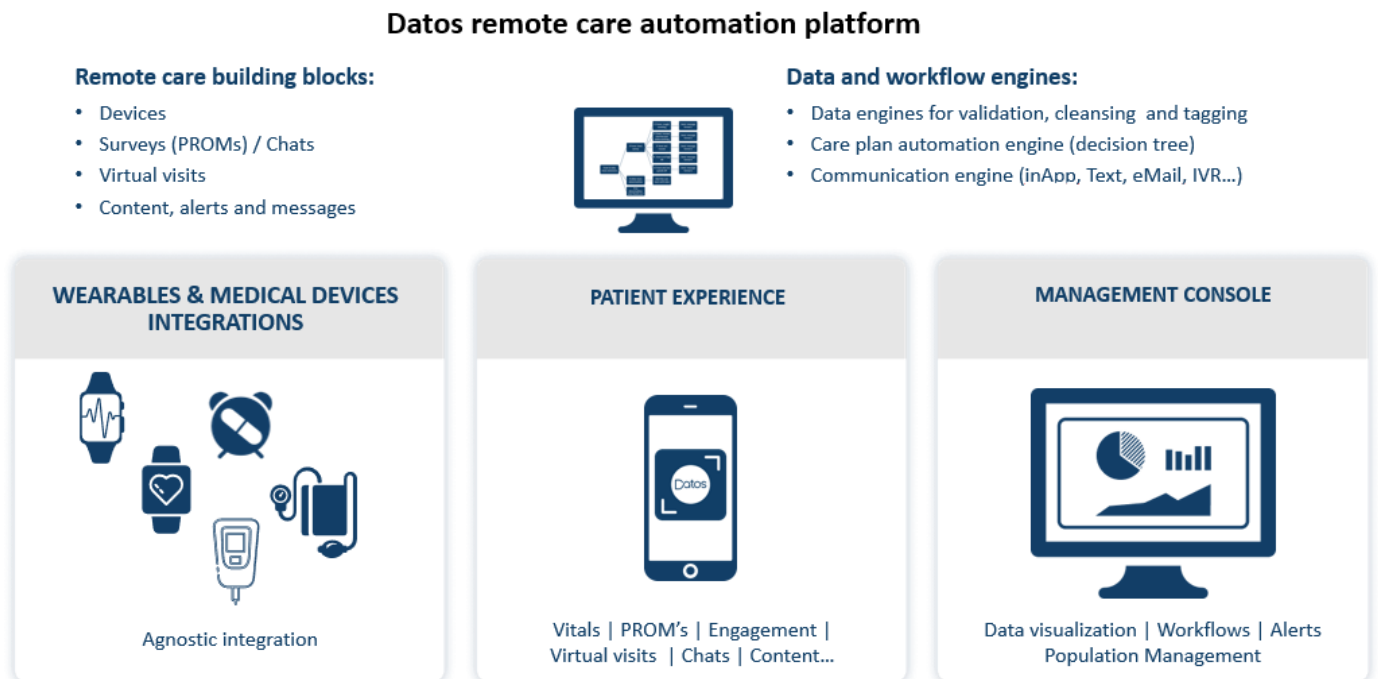 Datos remote care automation platform
Remote care building blocks:
• Devices
• Surveys (PROMs) / Chats
• Virtual visits
• Content, alerts and messages
Data and workflow engines:
• Data engines for validation, cleansing and tagging
• Care plan automation engine (decision tree)
• Communication engine (inApp, Text, eMail, IVR...)
WEARABLES & MEDICAL DEVICES
INTEGRATIONS
Agnostic integration
PATIENT EXPERIENCE
Datos
Vitals | PROM's | Engagement |
Virtual visits | Chats | Content...
MANAGEMENT CONSOLE
Data visualization | Workflows | Alerts
Population Management